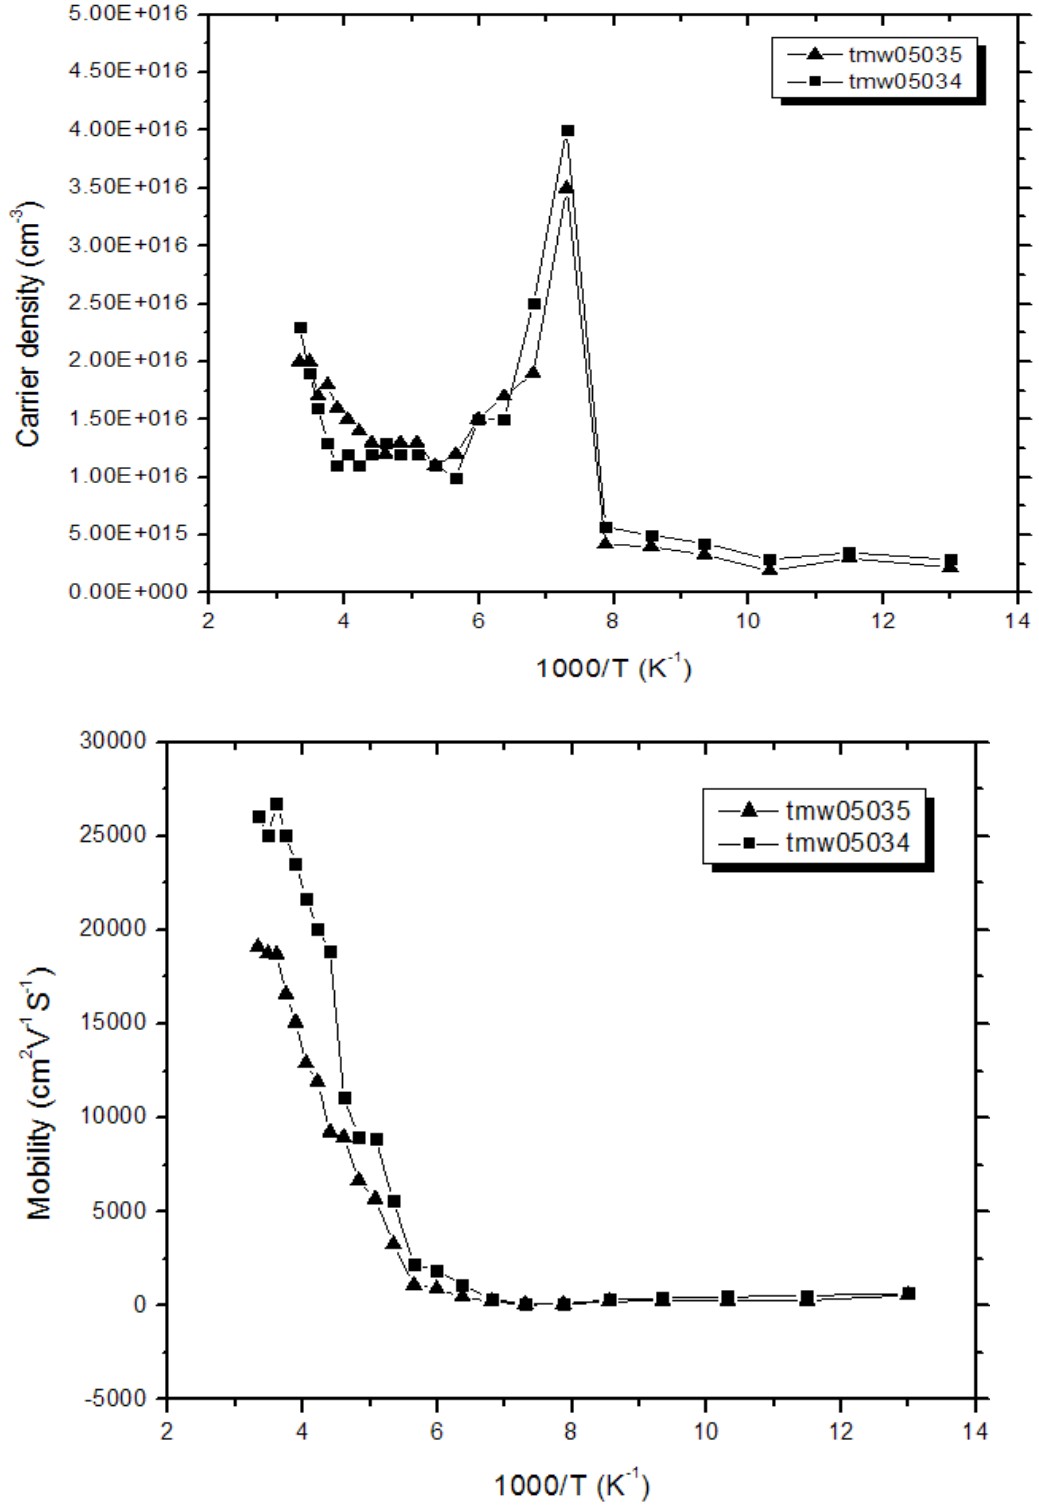 5.00E+016
4.50E+016
4.00E+016
3.50E+016
3.00E+016
2.50E+016
2.00E+016
1.50E+016
1.00E+016
5.00E+015
0.00E+000
Carrier density (cm⁻³)
tmw05035
tmw05034
2 4 6 8 10 12 14
1000/T (K⁻¹)
30000
25000
20000
15000
10000
5000
0
-5000
Mobility (cm²V⁻¹S⁻¹)
tmw05035
tmw05034
2 4 6 8 10 12 14
1000/T (K⁻¹)